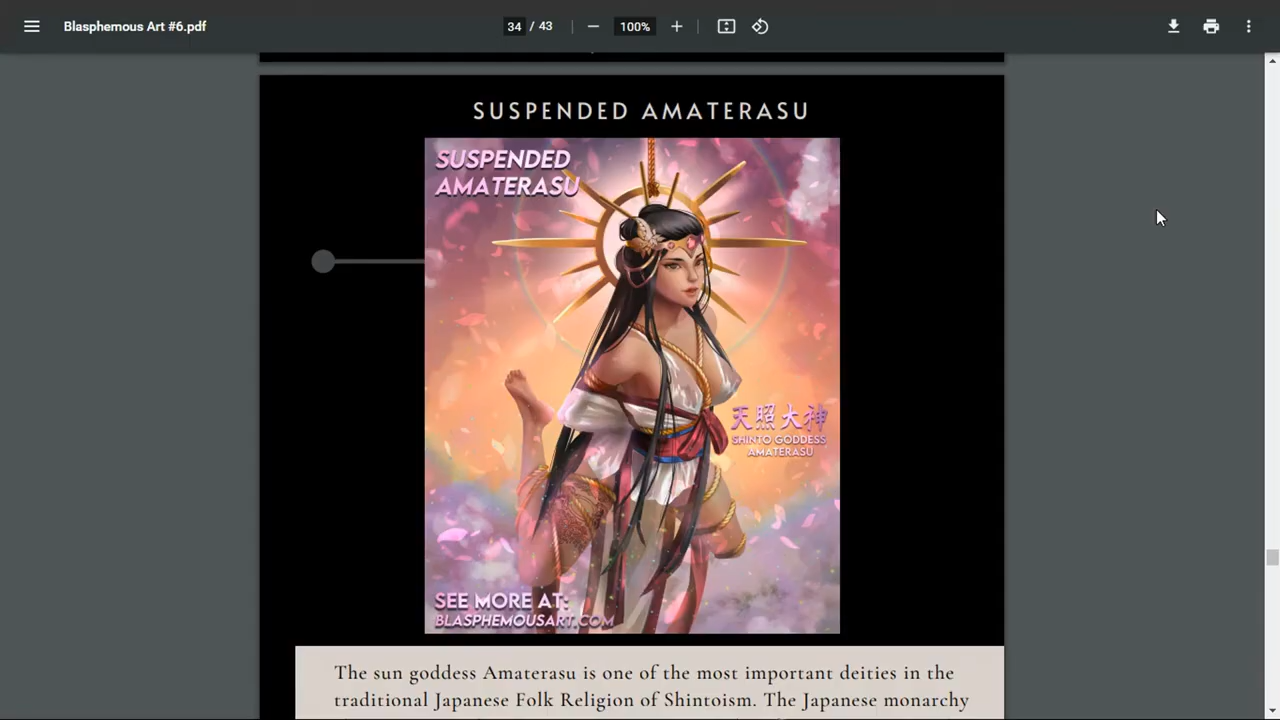 Blasphemous Art #6.pdf
34 / 43
100%
SUSPENDED AMATERASU
SUSPENDED
AMATERASU
天照大神
SHINTO GODDESS
AMATERASU
SEE MORE AT:
BLASPHEMOUSART.COM
The sun goddess Amaterasu is one of the most important deities in the
traditional Japanese Folk Religion of Shintoism. The Japanese monarchy